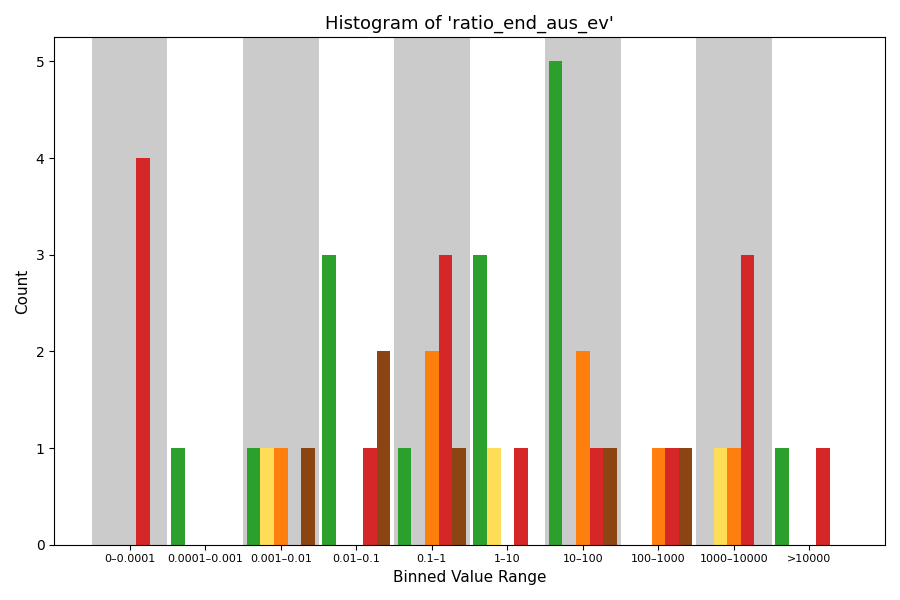 Histogram of 'ratio_end_aus_ev'
Count
5
4
3
2
1
0
0–0.0001 0.0001–0.001 0.001–0.01 0.01–0.1 0.1–1 1–10 10–100 100–1000 1000–10000 >10000
Binned Value Range